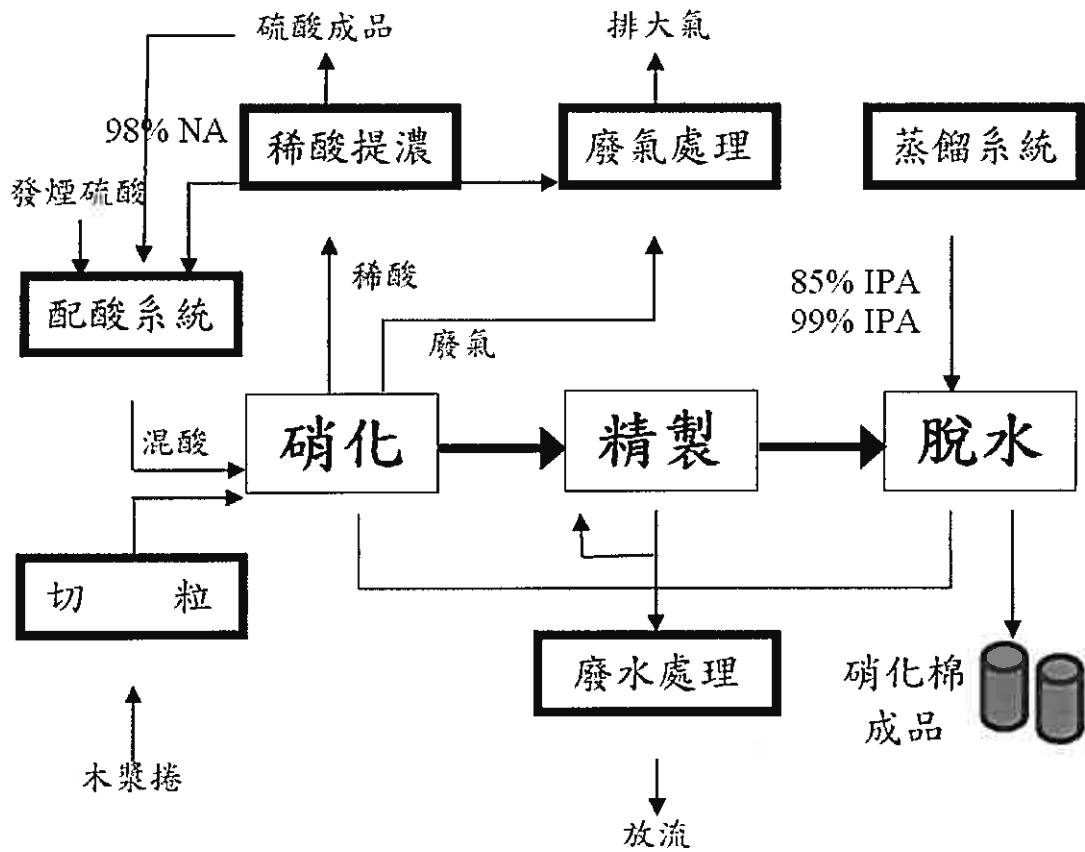 硫酸成品
排大氣
98% NA
稀酸提濃
廢氣處理
蒸餾系統
發煙硫酸
稀酸
85% IPA
配酸系統
廢氣
99% IPA
混酸
硝化
精製
脫水
切 粒
廢水處理
硝化棉
成品
木漿捲
放流